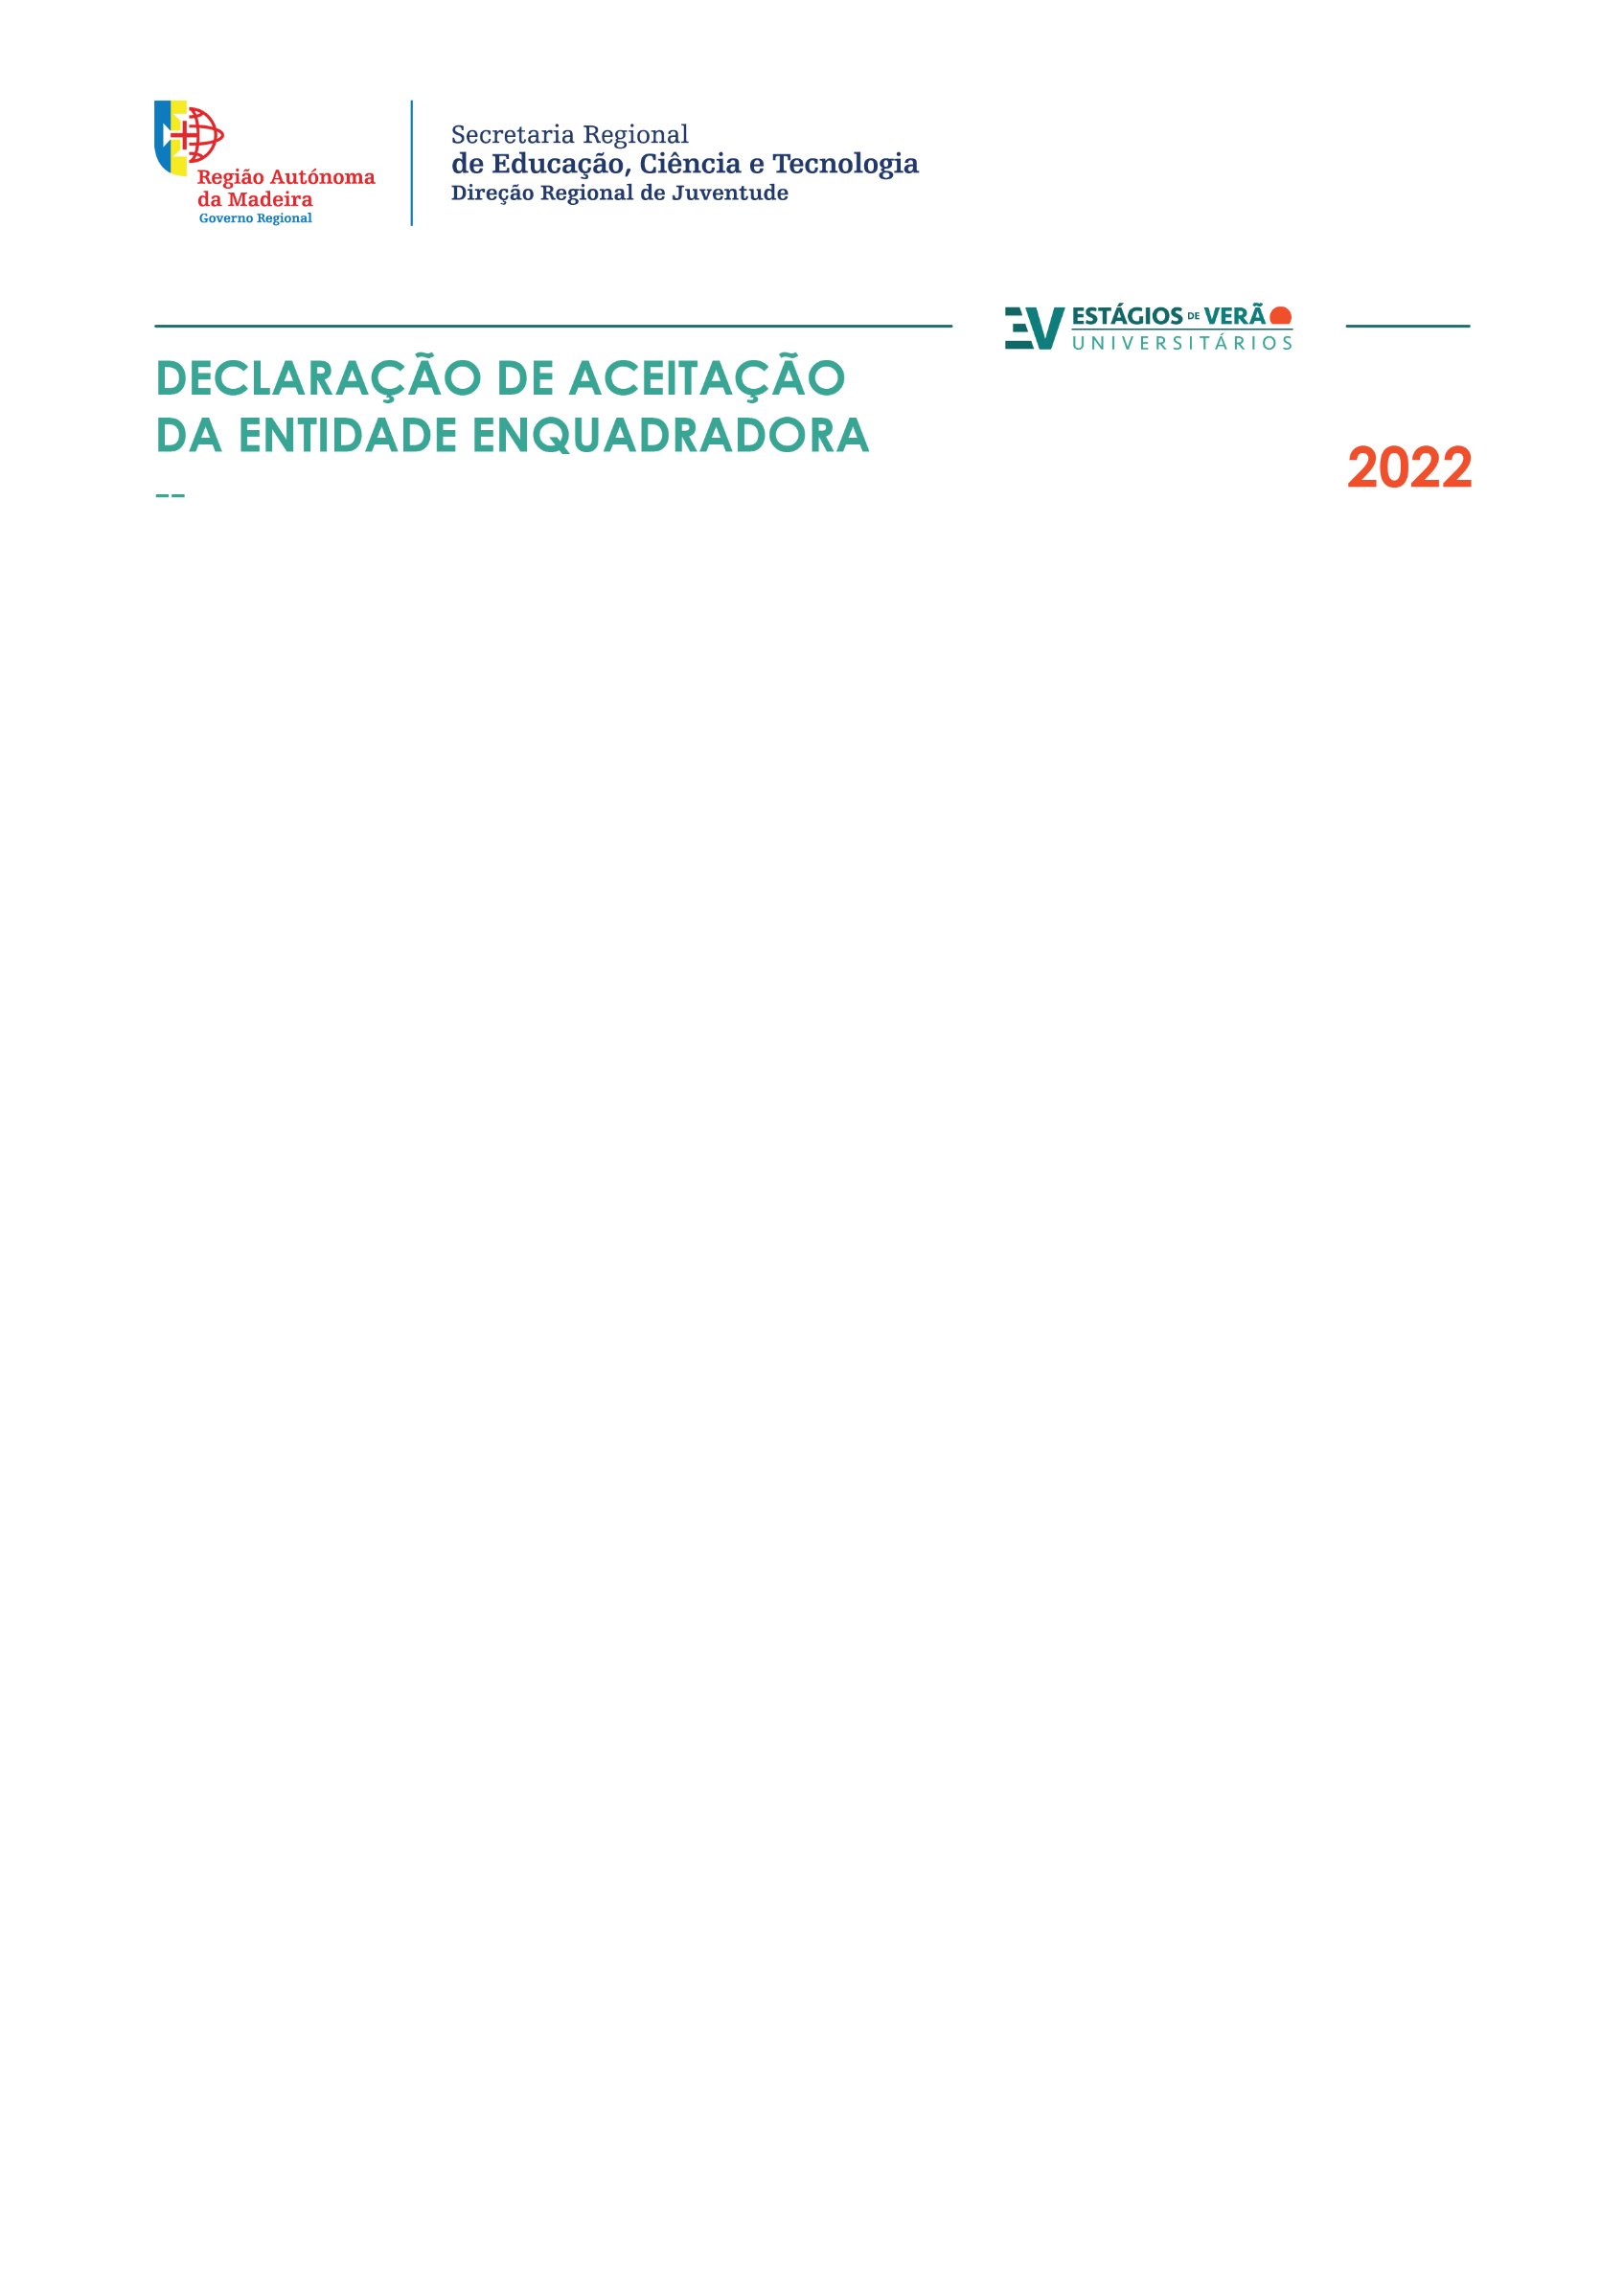 Região Autónoma
da Madeira
Governo Regional
Secretaria Regional
de Educação, Ciência e Tecnologia
Direção Regional de Juventude
EV ESTÁGIOS DE VERÃO
UNIVERSITÁRIOS
DECLARAÇÃO DE ACEITAÇÃO
DA ENTIDADE ENQUADRADORA
--
2022